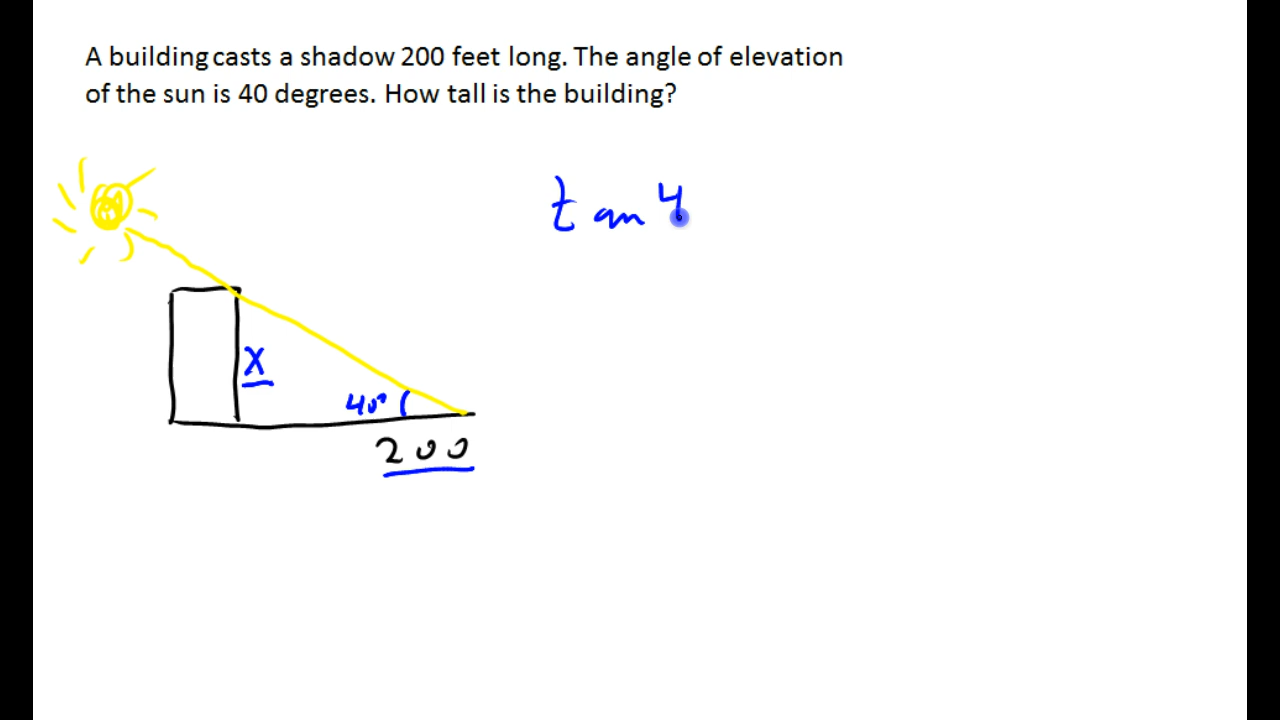 A building casts a shadow 200 feet long. The angle of elevation
of the sun is 40 degrees. How tall is the building?
tan 4
x
40°
200